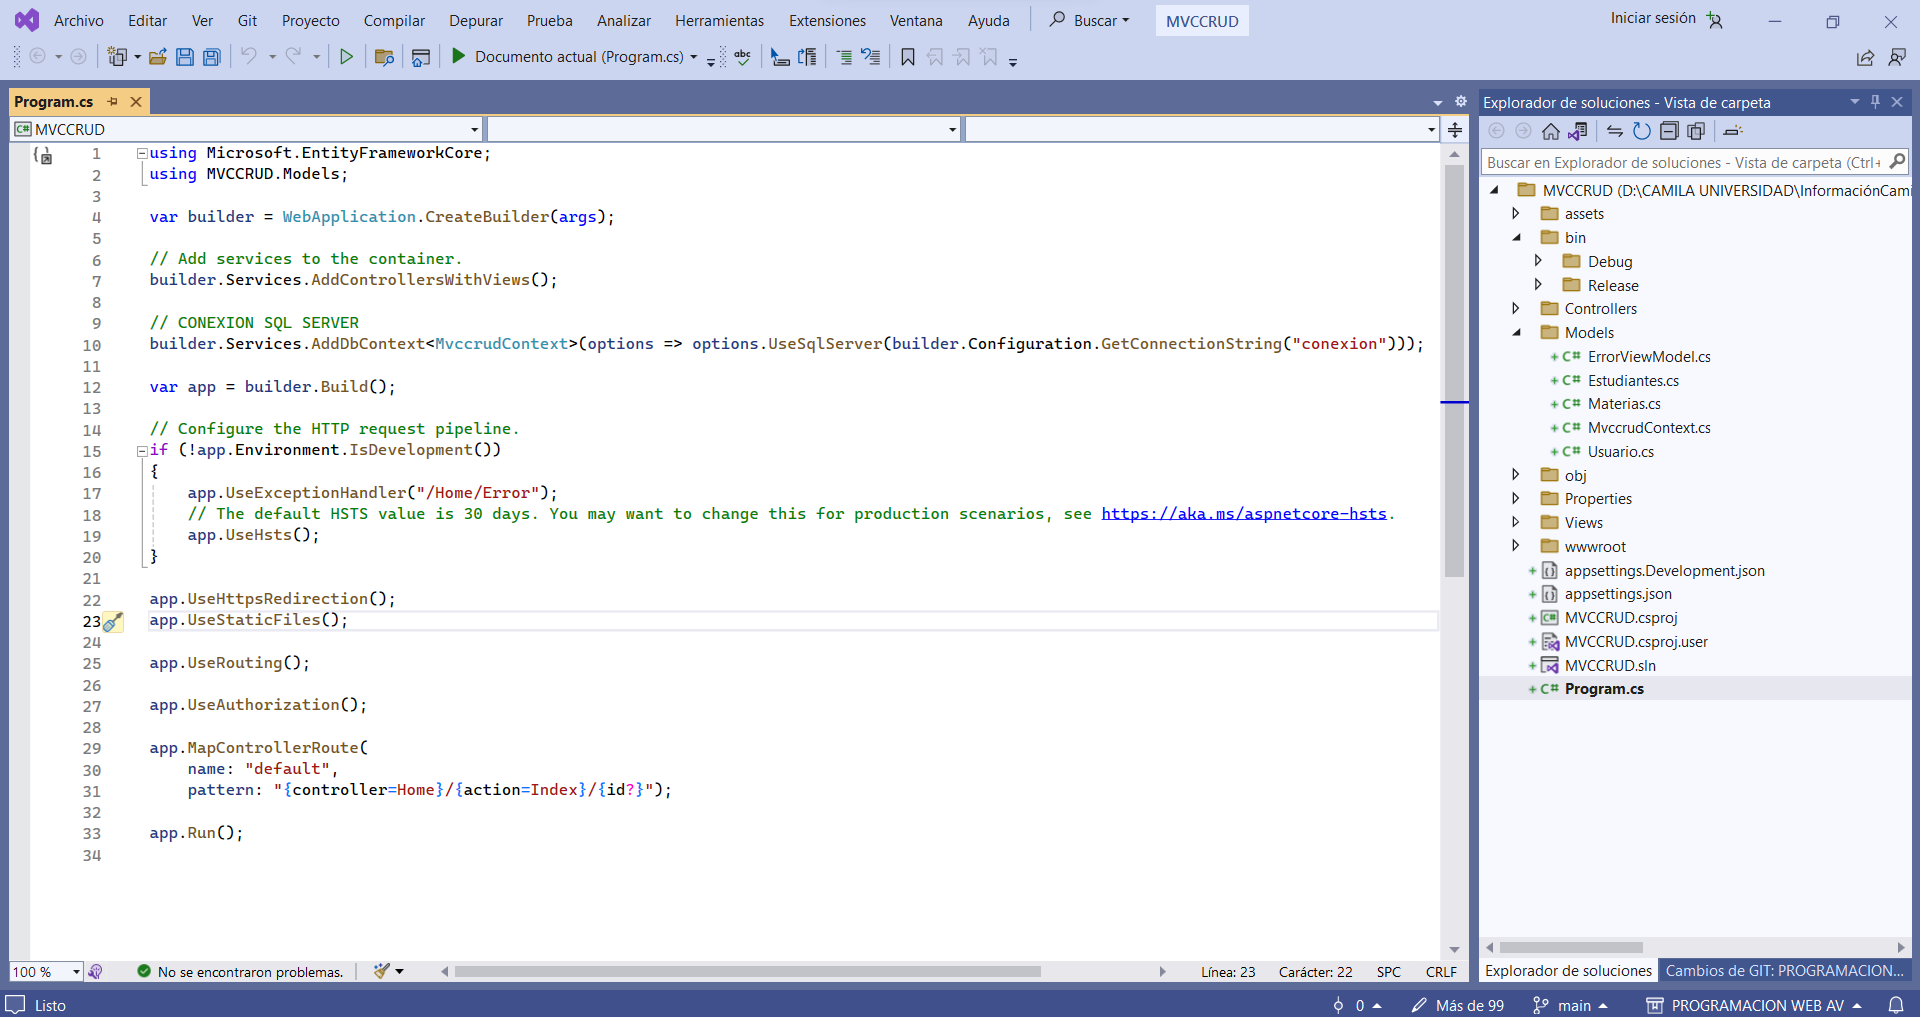 Archivo Editar Ver Git Proyecto Compilar Depurar Prueba Analizar Herramientas Extensiones Ventana Ayuda Buscar MVCCRUD Iniciar sesión
Documento actual (Program.cs) abc
Program.cs
MVCCRUD
1 using Microsoft.EntityFrameworkCore;
2 using MVCCRUD.Models;
3
4 var builder = WebApplication.CreateBuilder(args);
5
6 // Add services to the container.
7 builder.Services.AddControllersWithViews();
8
9 // CONEXION SQL SERVER
10 builder.Services.AddDbContext<MvccrudContext>(options => options.UseSqlServer(builder.Configuration.GetConnectionString("conexion")));
11
12 var app = builder.Build();
13
14 // Configure the HTTP request pipeline.
15 if (!app.Environment.IsDevelopment())
16 {
17 app.UseExceptionHandler("/Home/Error");
18 // The default HSTS value is 30 days. You may want to change this for production scenarios, see https://aka.ms/aspnetcore-hsts.
19 app.UseHsts();
20 }
21
22 app.UseHttpsRedirection();
23 app.UseStaticFiles();
24
25 app.UseRouting();
26
27 app.UseAuthorization();
28
29 app.MapControllerRoute(
30 name: "default",
31 pattern: "{controller=Home}/{action=Index}/{id?}");
32
33 app.Run();
34
100 % No se encontraron problemas. Línea: 23 Carácter: 22 SPC CRLF
Explorador de soluciones - Vista de carpeta
Buscar en Explorador de soluciones - Vista de carpeta (Ctrl+
MVCCRUD (D:\CAMILA UNIVERSIDAD\InformaciónCami
assets
bin
Debug
Release
Controllers
Models
C# ErrorViewModel.cs
C# Estudiantes.cs
C# Materias.cs
C# MvccrudContext.cs
C# Usuario.cs
obj
Properties
Views
wwwroot
appsettings.Development.json
appsettings.json
MVCCRUD.csproj
MVCCRUD.csproj.user
MVCCRUD.sln
C# Program.cs
Explorador de soluciones Cambios de GIT: PROGRAMACION...
Listo 0 Más de 99 main PROGRAMACION WEB AV